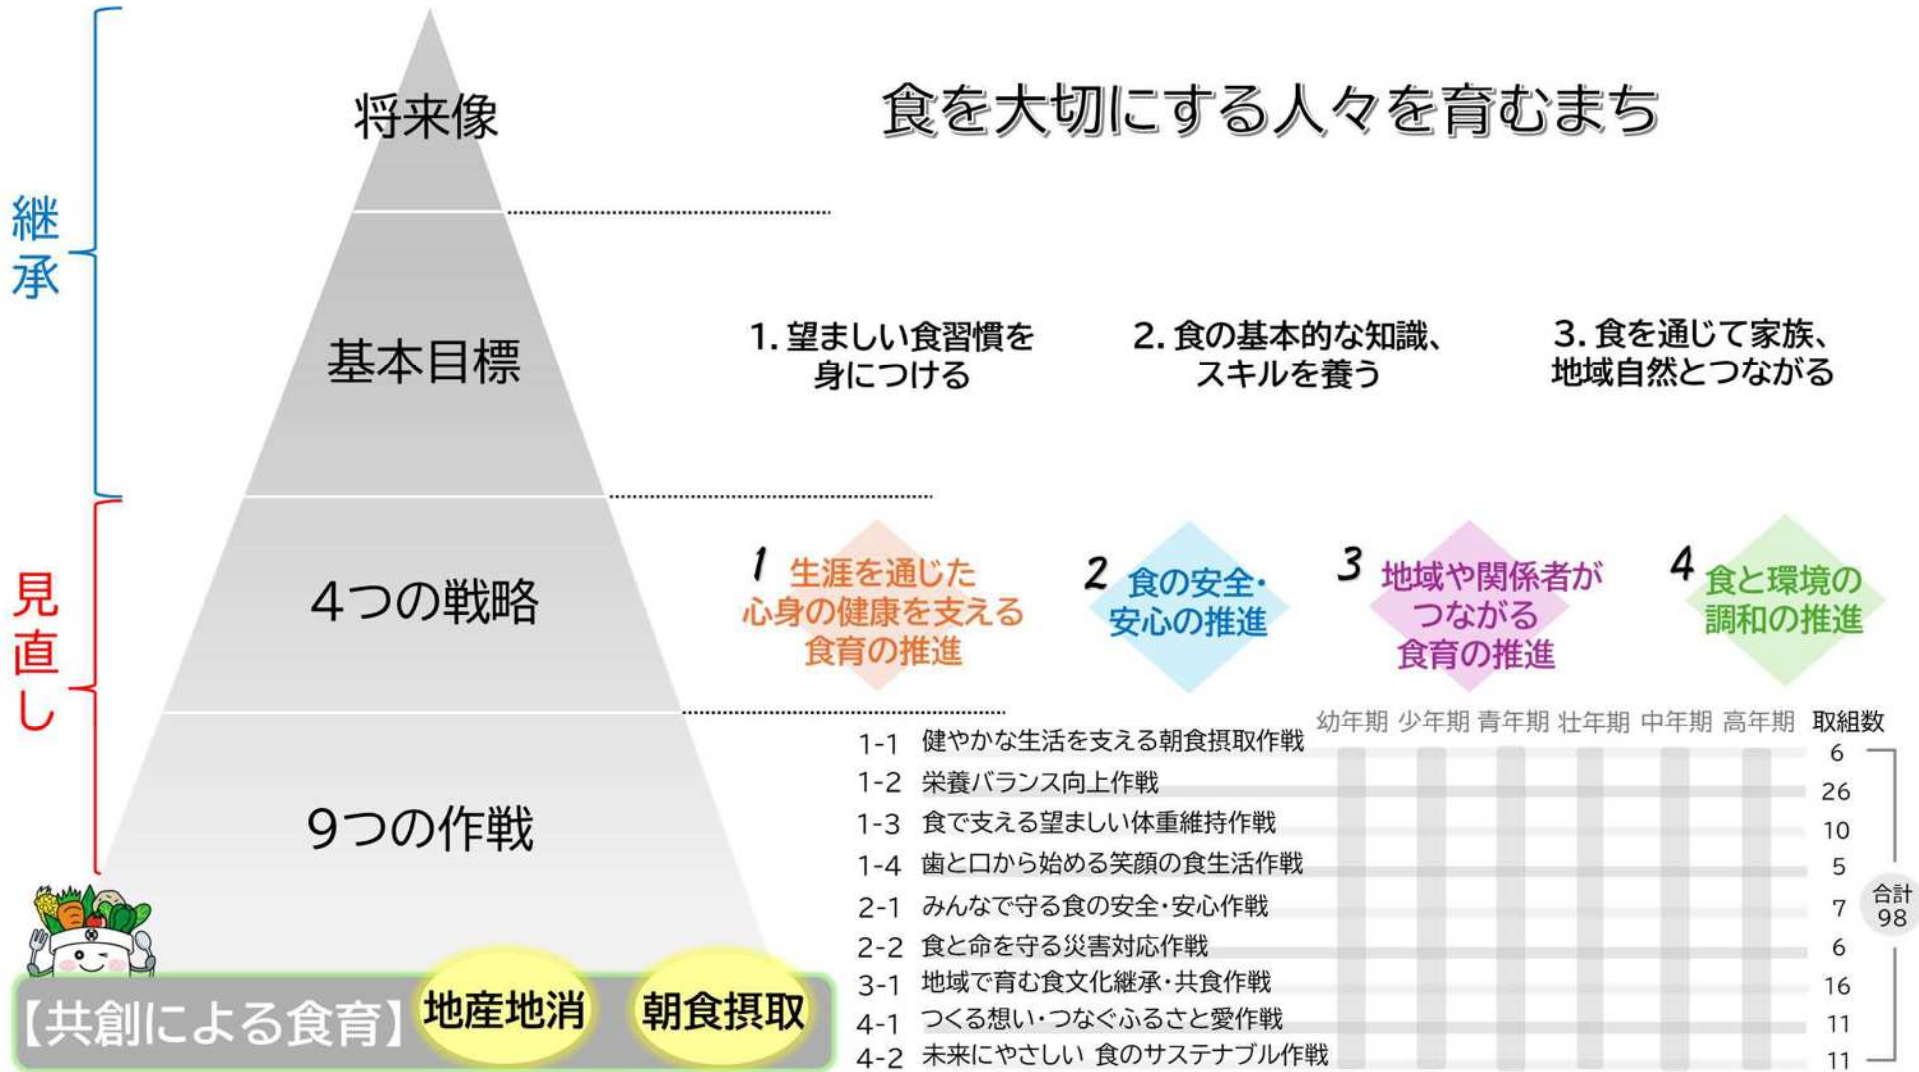 継承
将来像
食を大切にする人々を育むまち
基本目標
1. 望ましい食習慣を
身につける
2. 食の基本的な知識、
スキルを養う
3. 食を通じて家族、
地域自然とつながる
見直し
4つの戦略
1 生涯を通じた
心身の健康を支える
食育の推進
2 食の安全・
安心の推進
3 地域や関係者が
つながる
食育の推進
4 食と環境の
調和の推進
9つの作戦
幼年期 少年期 青年期 壮年期 中年期 高年期 取組数
1-1 健やかな生活を支える朝食摂取作戦 6
1-2 栄養バランス向上作戦 26
1-3 食で支える望ましい体重維持作戦 10
1-4 歯と口から始める笑顔の食生活作戦 5
2-1 みんなで守る食の安全・安心作戦 7
2-2 食と命を守る災害対応作戦 6
3-1 地域で育む食文化継承・共食作戦 16
4-1 つくる想い・つなぐふるさと愛作戦 11
4-2 未来にやさしい 食のサステナブル作戦 11
合計
98
【共創による食育】 地産地消 朝食摂取